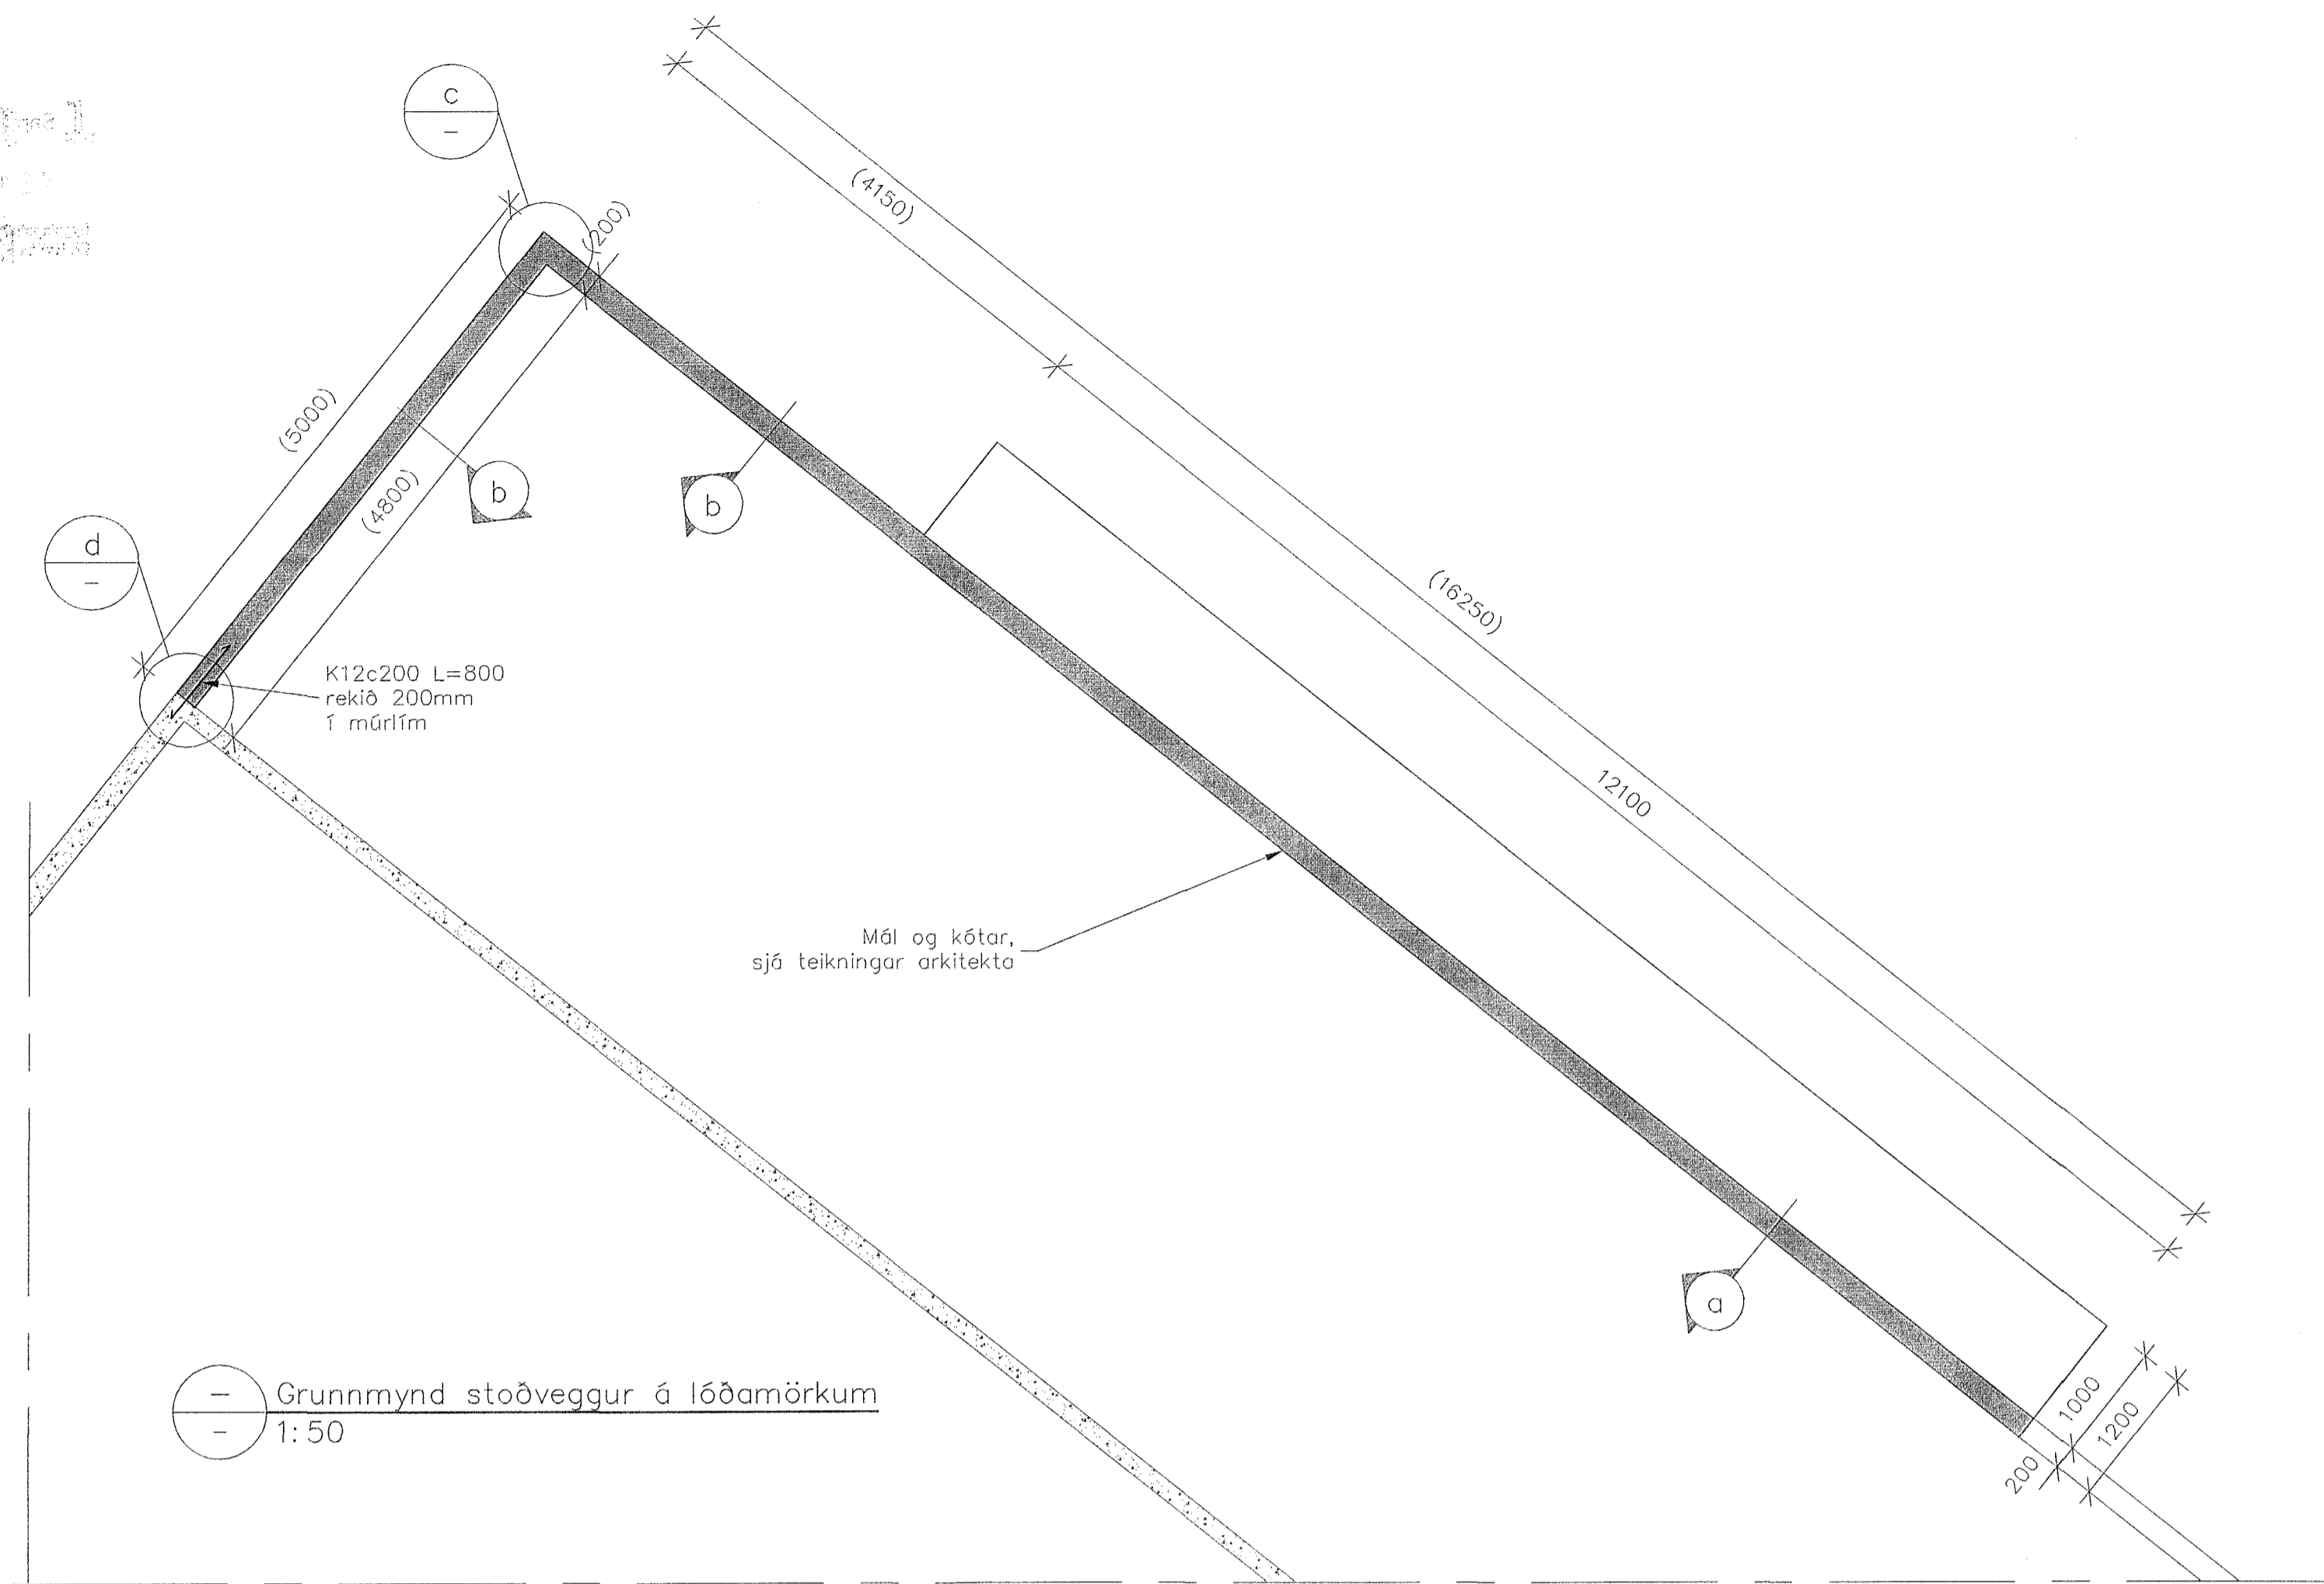 c
–
(200)
(4150)
(5000)
(4800)
b
b
d
–
K12c200 L=800
rekið 200mm
í múrlím
(16250)
12100
Mál og kótar,
sjá teikningar arkitekta
a
–
–
Grunnmynd stoðveggur á lóðamörkum
1:50
1000
1200
200